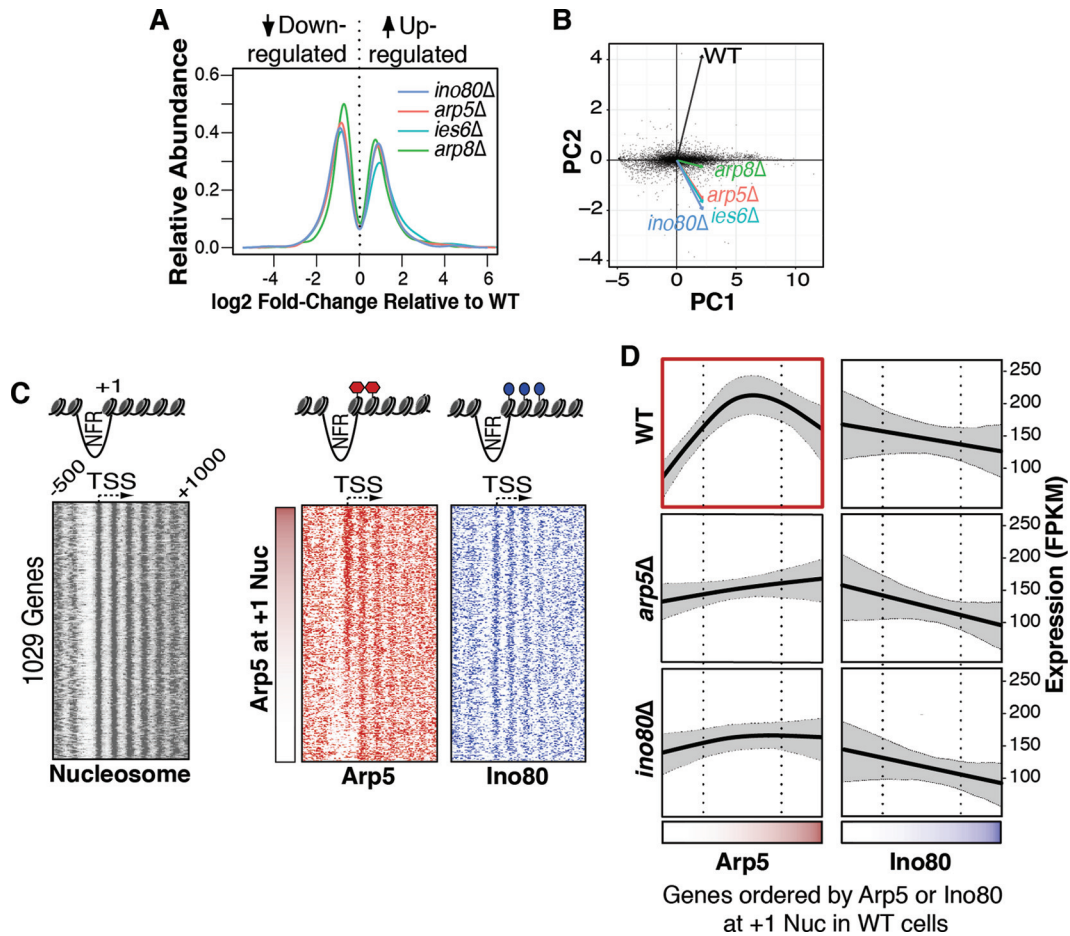 A
Down-regulated
Up-regulated
0.6
0.4
0.2
0.0
Relative Abundance
ino80Δ
arp5Δ
ies6Δ
arp8Δ
-4
-2
0
2
4
6
log2 Fold-Change Relative to WT
B
4
2
0
−2
−4
PC2
WT
arp8Δ
arp5Δ
ino80Δ
ies6Δ
−5
0
5
10
PC1
C
+1
NFR
-500
TSS
+1000
1029 Genes
Nucleosome
NFR
TSS
Arp5 at +1 Nuc
Arp5
NFR
TSS
Ino80
D
WT
arp5Δ
ino80Δ
250
200
150
100
250
200
150
100
250
200
150
100
Expression (FPKM)
Arp5
Ino80
Genes ordered by Arp5 or Ino80
at +1 Nuc in WT cells